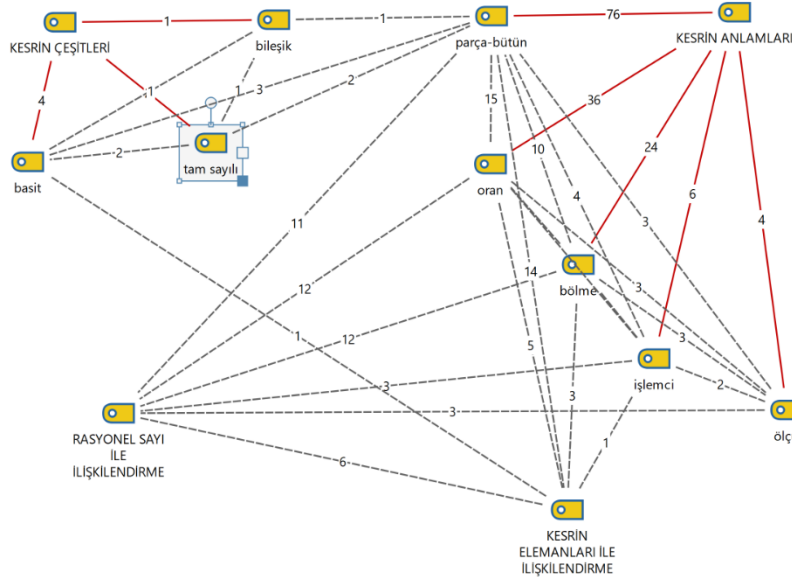 76
1
1
KESRİN ÇEŞİTLERİ
bileşik
parça-bütün
KESRİN ANLAMLARI
4
1
1
3
2
15
36
2
10
24
basit
tam sayılı
oran
4
6
4
11
3
12
14
bölme
3
1
12
5
3
işlemci
3
3
2
3
1
ölç
RASYONEL SAYI
İLE
İLİŞKİLENDİRME
6
KESRİN
ELEMANLARI İLE
İLİŞKİLENDİRME